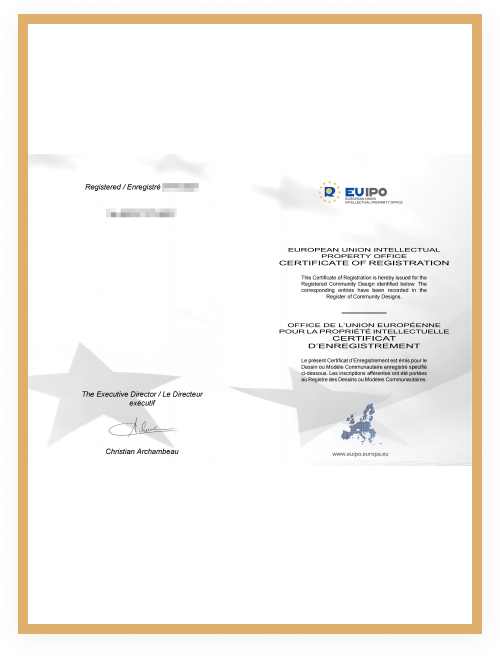 Registered / Enregistré
The Executive Director / Le Directeur
exécutif
Christian Archambeau
EUIPO
EUROPEAN UNION
INTELLECTUAL PROPERTY OFFICE
EUROPEAN UNION INTELLECTUAL
PROPERTY OFFICE
CERTIFICATE OF REGISTRATION
This Certificate of Registration is hereby issued for the
Registered Community Design identified below. The
corresponding entries have been recorded in the
Register of Community Designs.
OFFICE DE L'UNION EUROPÉENNE
POUR LA PROPRIÉTÉ INTELLECTUELLE
CERTIFICAT
D'ENREGISTREMENT
Le présent Certificat d'Enregistrement est émis pour le
Dessin ou Modèle Communautaire enregistré spécifié
ci-dessous. Les inscriptions afférentes ont été portées
au Registre des Dessins ou Modèles Communautaires.
www.euipo.europa.eu